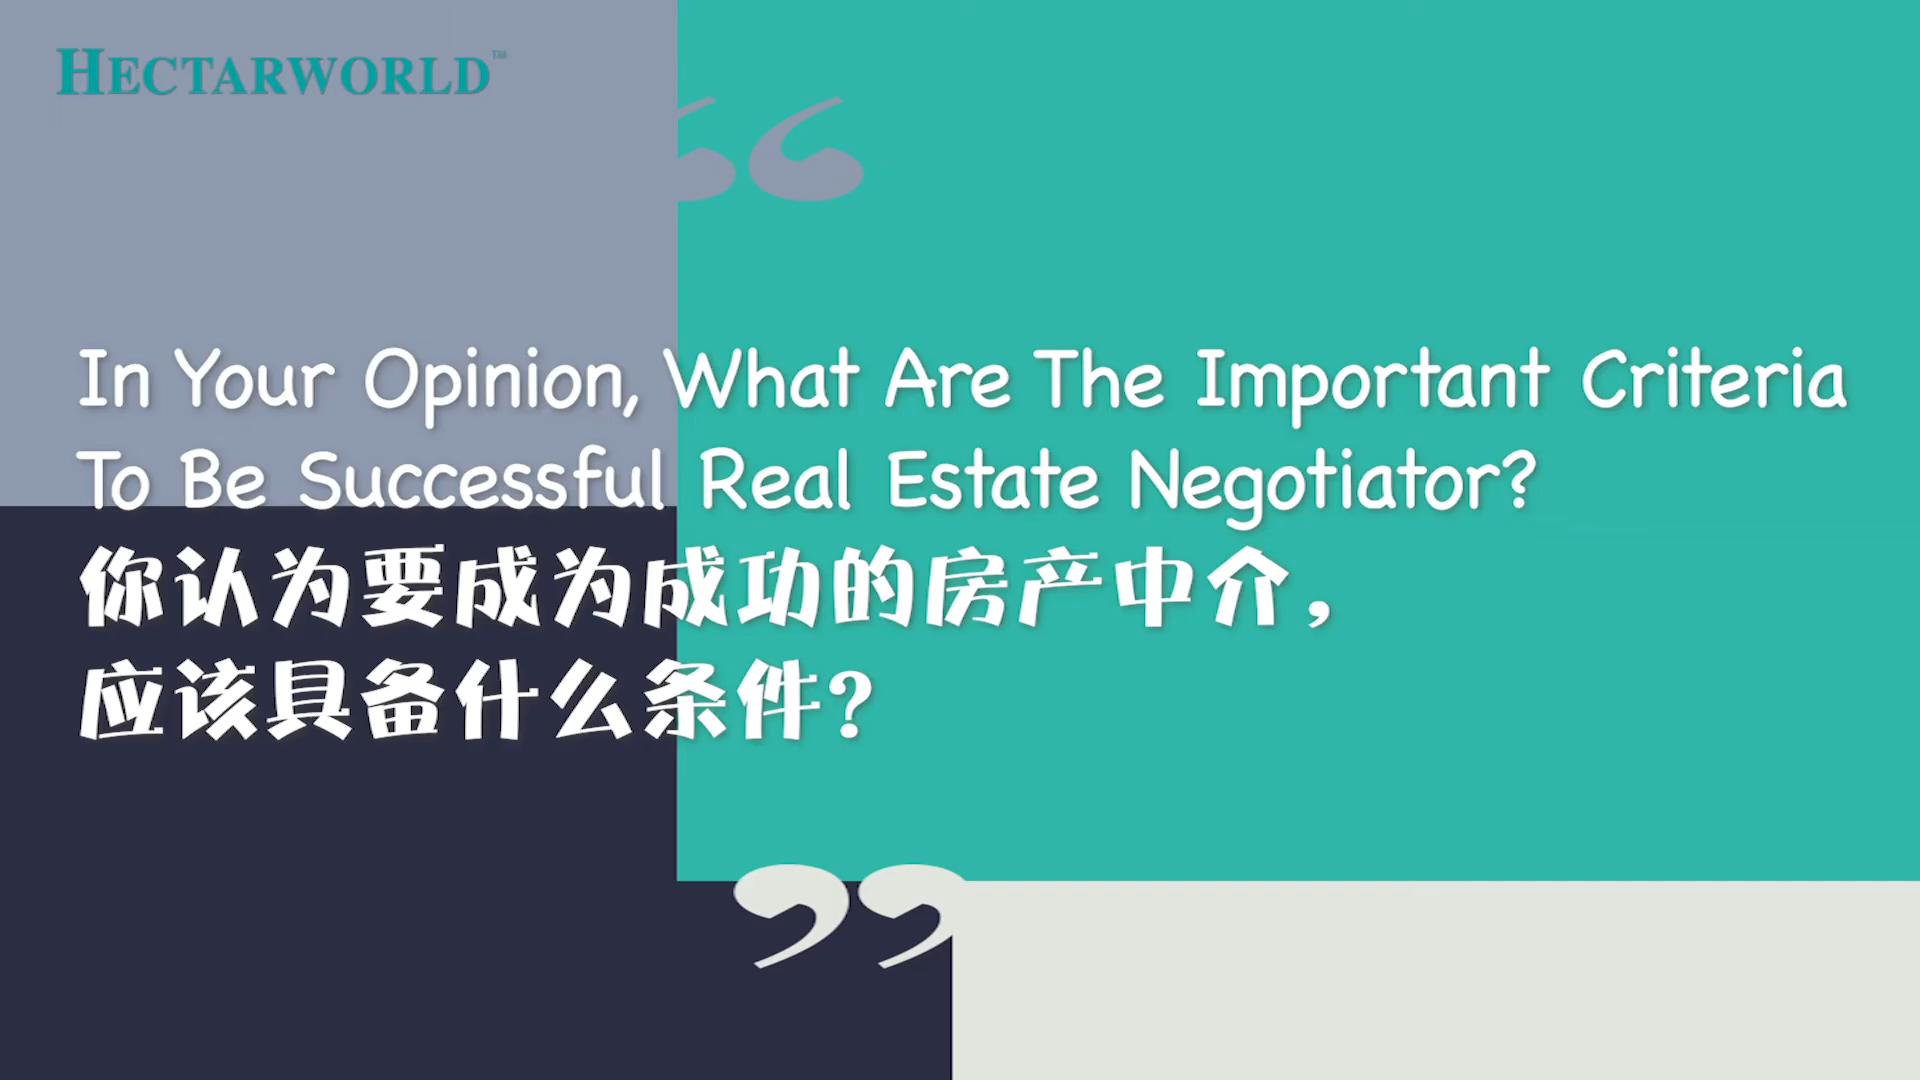 HECTARWORLD™
In Your Opinion, What Are The Important Criteria
To Be Successful Real Estate Negotiator?
你认为要成为成功的房产中介，
应该具备什么条件？